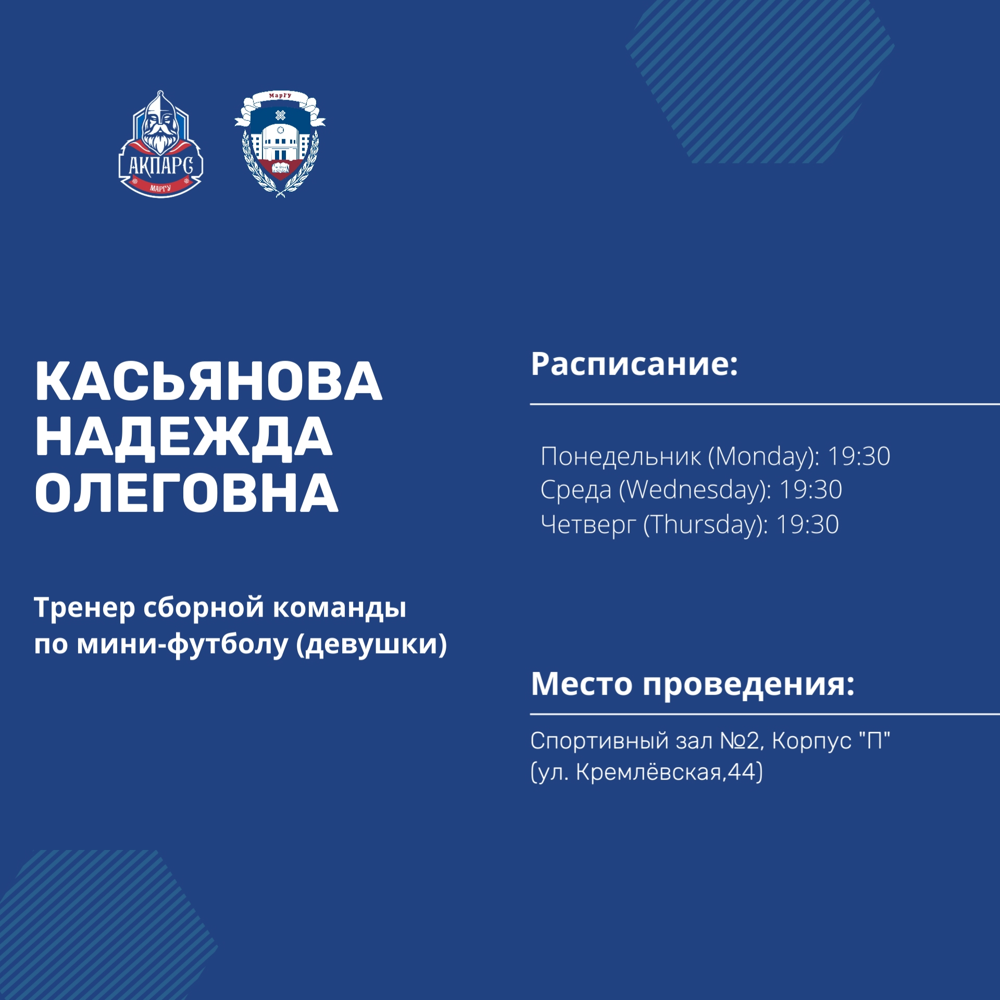 АКПАРС
МАРГУ
МарГУ
КАСЬЯНОВА
НАДЕЖДА
ОЛЕГОВНА
Тренер сборной команды
по мини-футболу (девушки)
Расписание:
Понедельник (Monday): 19:30
Среда (Wednesday): 19:30
Четверг (Thursday): 19:30
Место проведения:
Спортивный зал №2, Корпус "П"
(ул. Кремлёвская,44)